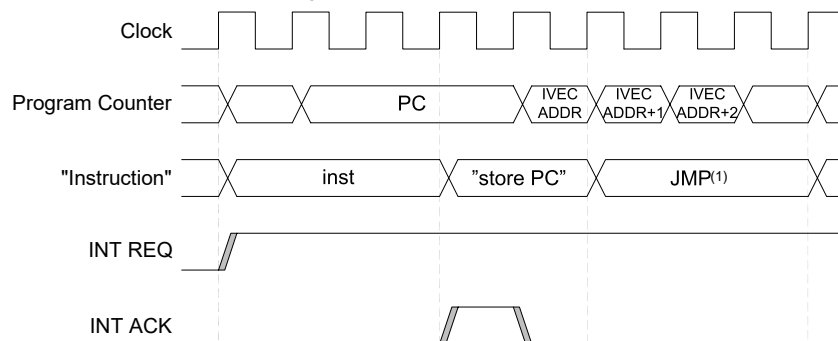 Clock
Program Counter
PC
IVEC
ADDR
IVEC
ADDR+1
IVEC
ADDR+2
"Instruction"
inst
”store PC”
JMP(1)
INT REQ
INT ACK